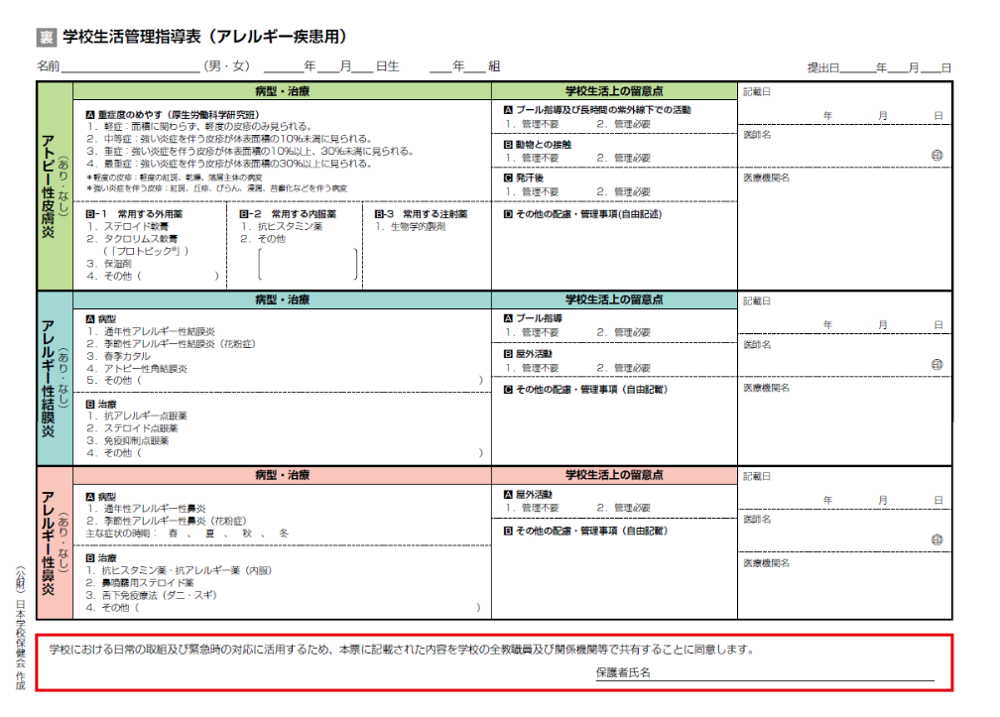 裏 学校生活管理指導表（アレルギー疾患用）
名前＿＿＿＿＿＿＿＿（男・女） ＿＿＿年＿＿月＿＿日生 ＿＿年＿＿組
提出日＿＿＿年＿＿月＿＿日
アトピー性皮膚炎
（あり・なし）
病型・治療
A 重症度のめやす（厚生労働科学研究班）
1．軽症：面積に関わらず、軽度の皮疹のみ見られる。
2．中等症：強い炎症を伴う皮疹が体表面積の10％未満に見られる。
3．重症：強い炎症を伴う皮疹が体表面積の10％以上、30％未満に見られる。
4．最重症：強い炎症を伴う皮疹が体表面積の30％以上に見られる。
＊軽度の皮疹：軽度の紅斑、乾燥、落屑主体の病変
＊強い炎症を伴う皮疹：紅斑、丘疹、びらん、浸潤、苔癬化などを伴う病変
B-1 常用する外用薬
1．ステロイド軟膏
2．タクロリムス軟膏
（「プロトピック®」）
3．保湿剤
4．その他（ ）
B-2 常用する内服薬
1．抗ヒスタミン薬
2．その他
B-3 常用する注射薬
1．生物学的製剤
学校生活上の留意点
A プール指導及び長時間の紫外線下での活動
1．管理不要 2．管理必要
B 動物との接触
1．管理不要 2．管理必要
C 発汗後
1．管理不要 2．管理必要
D その他の配慮・管理事項(自由記述)
記載日
年 月 日
医師名
㊞
医療機関名
アレルギー性結膜炎
（あり・なし）
病型・治療
A 病型
1．通年性アレルギー性結膜炎
2．季節性アレルギー性結膜炎（花粉症）
3．春季カタル
4．アトピー性角結膜炎
5．その他（ ）
B 治療
1．抗アレルギー点眼薬
2．ステロイド点眼薬
3．免疫抑制点眼薬
4．その他（ ）
学校生活上の留意点
A プール指導
1．管理不要 2．管理必要
B 屋外活動
1．管理不要 2．管理必要
C その他の配慮・管理事項（自由記載）
記載日
年 月 日
医師名
㊞
医療機関名
アレルギー性鼻炎
（あり・なし）
病型・治療
A 病型
1．通年性アレルギー性鼻炎
2．季節性アレルギー性鼻炎（花粉症）
主な症状の時期： 春 、 夏 、 秋 、 冬
B 治療
1．抗ヒスタミン薬・抗アレルギー薬（内服）
2．鼻噴霧用ステロイド薬
3．舌下免疫療法（ダニ・スギ）
4．その他（ ）
学校生活上の留意点
A 屋外活動
1．管理不要 2．管理必要
B その他の配慮・管理事項（自由記載）
記載日
年 月 日
医師名
㊞
医療機関名
（公財）日本学校保健会 作成
学校における日常の取組及び緊急時の対応に活用するため、本票に記載された内容を学校の全教職員及び関係機関等で共有することに同意します。
保護者氏名